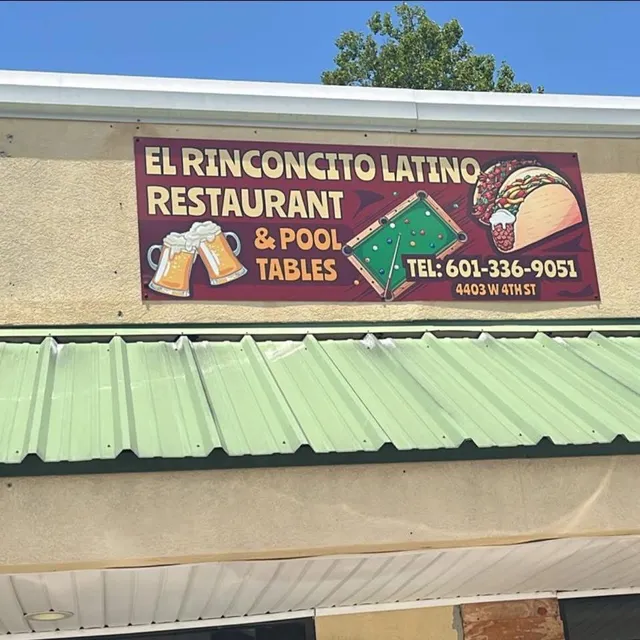 EL RINCONCITO LATINO
RESTAURANT
& POOL
TABLES
TEL: 601-336-9051
4403 W 4TH ST